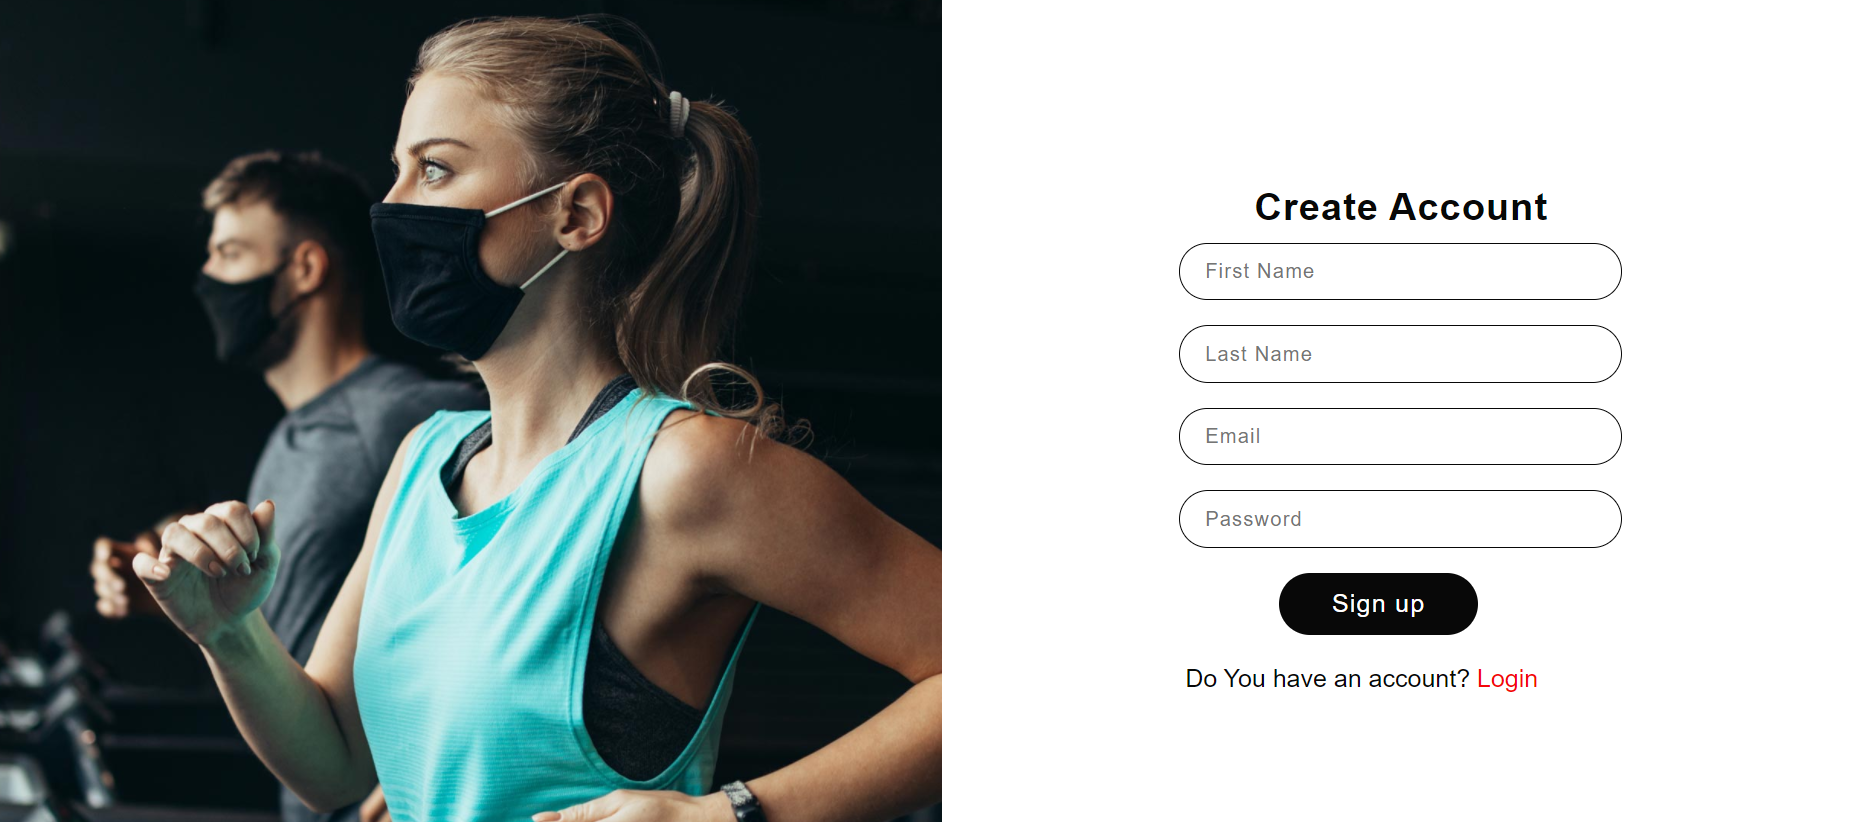 Create Account
First Name
Last Name
Email
Password
Sign up
Do You have an account? Login